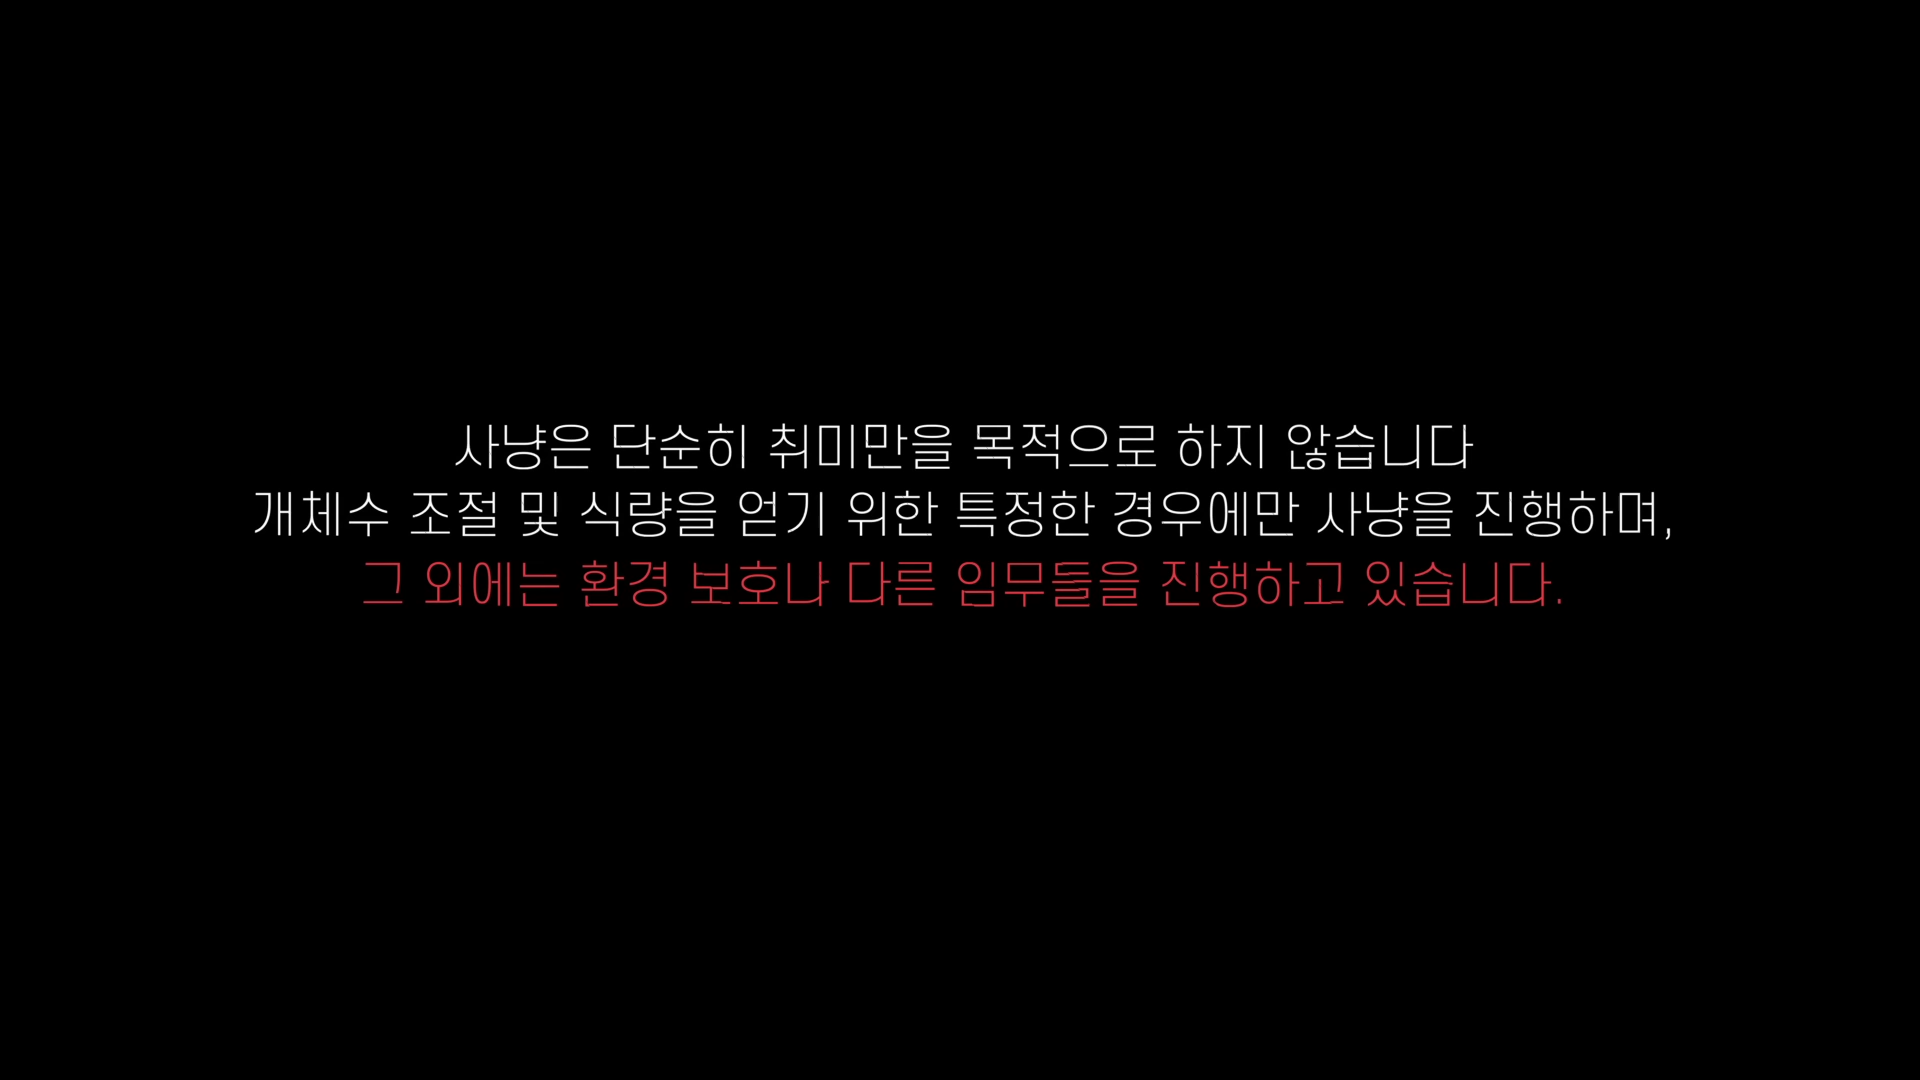 사냥은 단순히 취미만을 목적으로 하지 않습니다
개체수 조절 및 식량을 얻기 위한 특정한 경우에만 사냥을 진행하며,
그 외에는 환경 보호나 다른 임무들을 진행하고 있습니다.